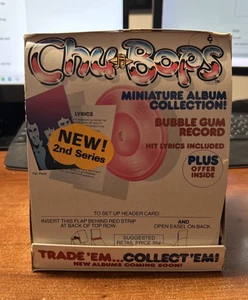 Chu-Bops
MINIATURE ALBUM
COLLECTION!
LYRICS
BUBBLE GUM
RECORD
HIT LYRICS INCLUDED
NEW!
2nd Series
PLUS
OFFER
INSIDE
TO SET UP HEADER CARD:
INSERT THIS FLAP BEHIND RED STRIP
AT BACK OF TOP ROW
AND
OPEN EASEL ON BACK.
SUGGESTED
RETAIL PRICE
TRADE 'EM...COLLECT 'EM!
NEW ALBUMS COMING SOON!